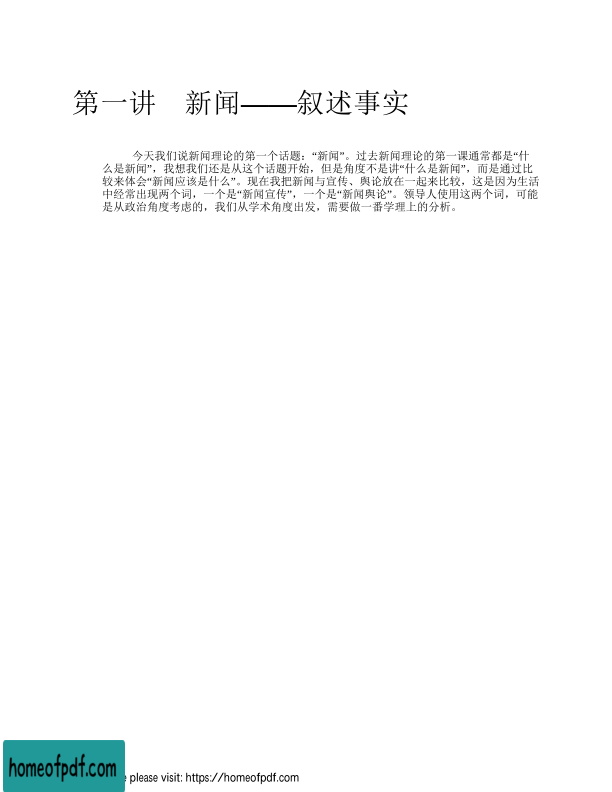 第一讲　新闻——叙述事实
今天我们说新闻理论的第一个话题：“新闻”。过去新闻理论的第一课通常都是“什
么是新闻”，我想我们还是从这个话题开始，但是角度不是讲“什么是新闻”，而是通过比
较来体会“新闻应该是什么”。现在我把新闻与宣传、舆论放在一起来比较，这是因为生活
中经常出现两个词，一个是“新闻宣传”，一个是“新闻舆论”。领导人使用这两个词，可能
是从政治角度考虑的，我们从学术角度出发，需要做一番学理上的分析。
homeofpdf.com
please visit: https://homeofpdf.com